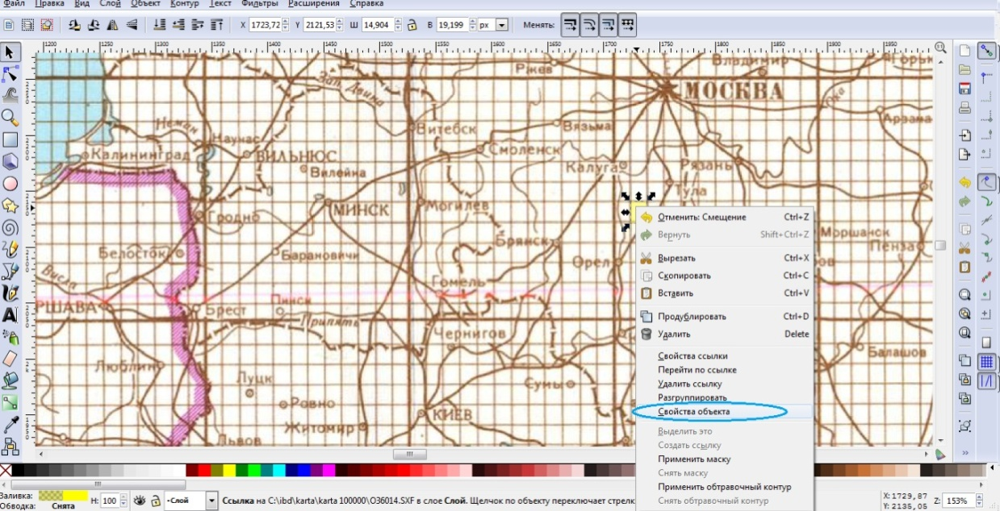 Файл Правка Вид Слой Объект Контур Текст Фильтры Расширения Справка
X 1723,72 Y 2121,53 Ш 14,904 В 19,199 px Менять:
1200 1250 1300 1350 1400 1450 1500 1550 1600 1650 1700 1750 1800 1850 1900 1950
Ржев
Владимир
Зап. Двина
МОСКВА
Ока
Арзама
Неман
Витебск
Вязьма
Каунас
Калининград
ВИЛЬНЮС
Смоленск
Вилейка
Калуга
Рязань
Тула
Могилев
МИНСК
Гродно
Брянск
Моршанск
Пенза
Белосток
Барановичи
Орел
Висла
Гомель
РШАВА
Брест
Пинск
Припять
Чернигов
Балашов
Люблин
Луцк
Сумы
Ровно
КИЕВ
Житомир
Львов
Отменить: Смещение Ctrl+Z
Вернуть Shift+Ctrl+Z
Вырезать Ctrl+X
Скопировать Ctrl+C
Вставить Ctrl+V
Продублировать Ctrl+D
Удалить Delete
Свойства ссылки
Перейти по ссылке
Удалить ссылку
Разгруппировать
Свойства объекта
Выделить это
Создать ссылку
Применить маску
Снять маску
Применить обтравочный контур
Снять обтравочный контур
Заливка:
Обводка: Снята
Н: 100
-Слой
Ссылка на C:\ibd\karta\karta 100000\O36014.SXF в слое Слой. Щелчок по объекту переключает стрелк
X: 1729,87
Y: 2135,05
Z: 153%